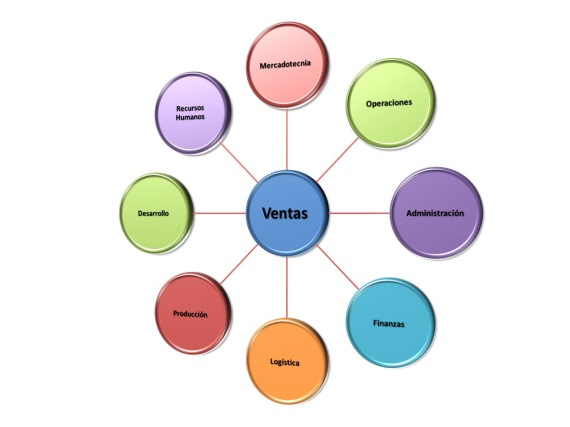 Mercadotecnia
Operaciones
Recursos
Humanos
Ventas
Desarrollo
Administración
Producción
Finanzas
Logística